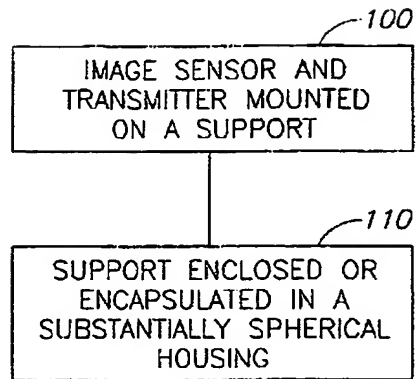 100
IMAGE SENSOR AND
TRANSMITTER MOUNTED
ON A SUPPORT
110
SUPPORT ENCLOSED OR
ENCAPSULATED IN A
SUBSTANTIALLY SPHERICAL
HOUSING